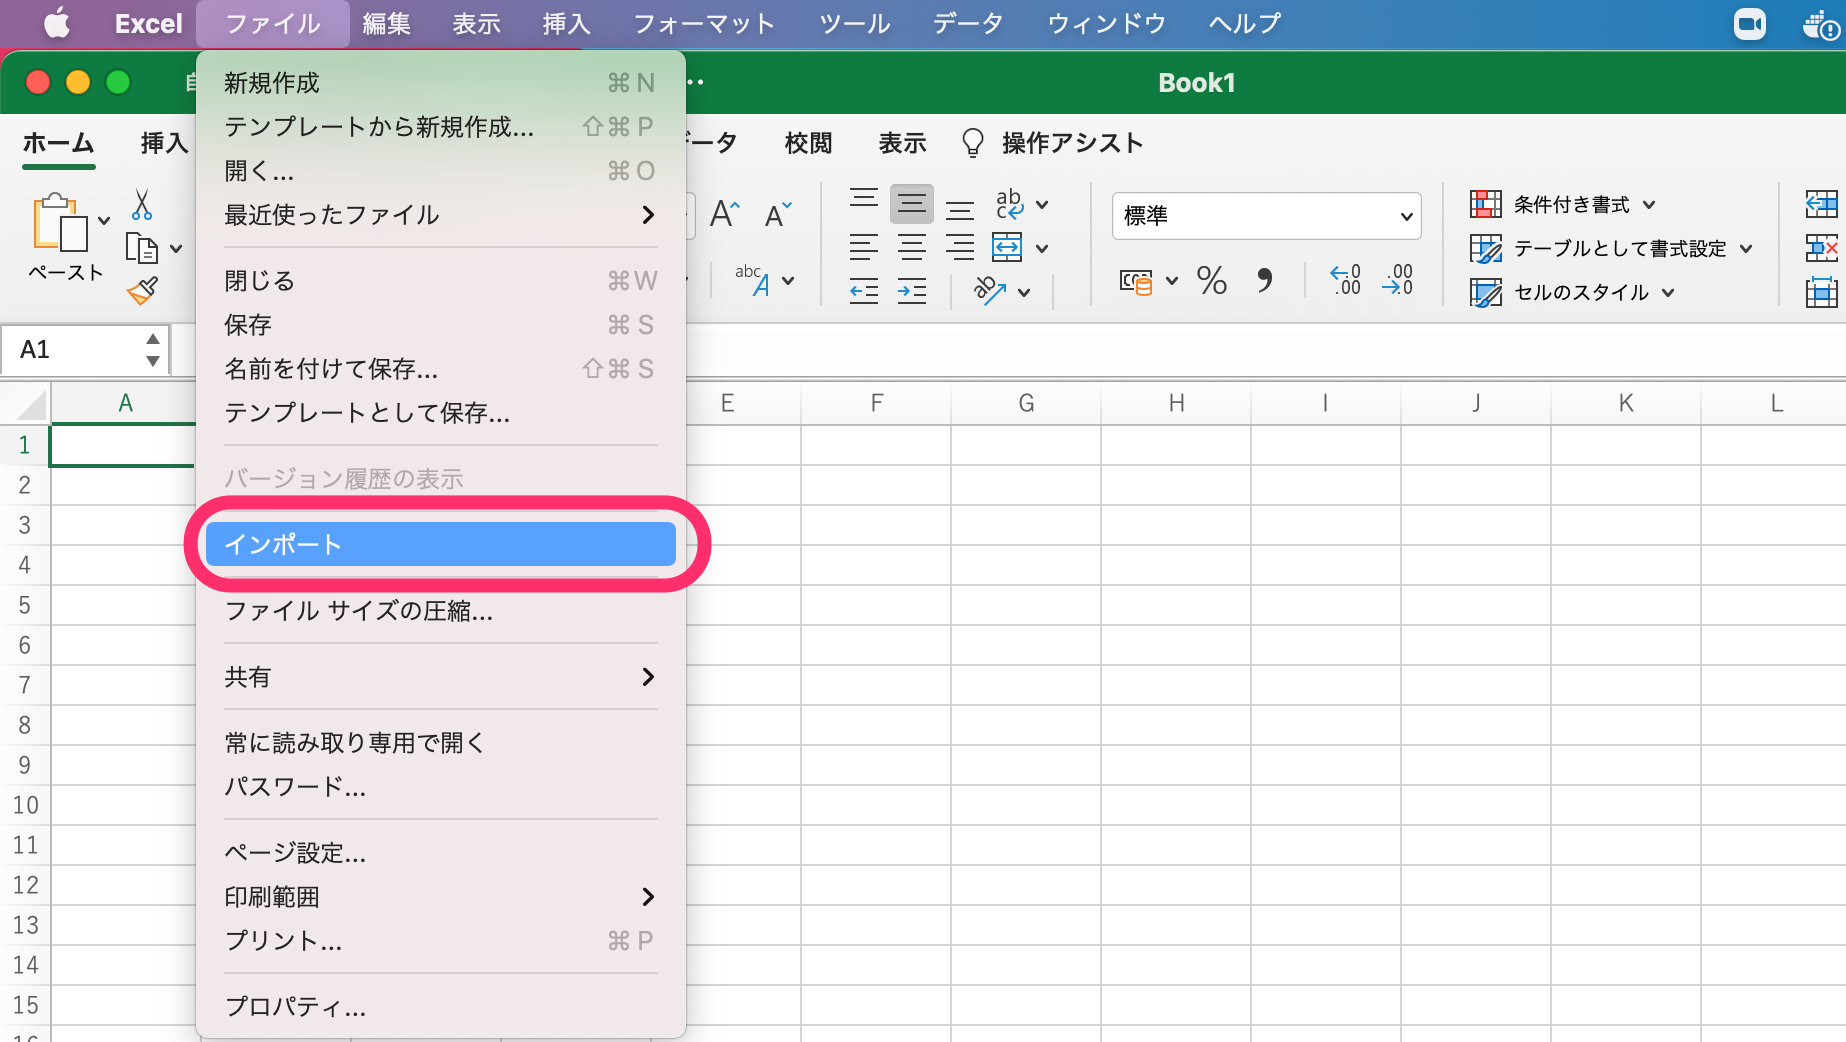 Excel ファイル 編集 表示 挿入 フォーマット ツール データ ウィンドウ ヘルプ
Book1
ホーム 挿入 データ 校閲 表示 操作アシスト
ペースト
abc
ab
c
ab
標準
% , .0 .00 .00 .0
条件付き書式
テーブルとして書式設定
セルのスタイル
A1
A E F G H I J K L
1
2
3
4
5
6
7
8
9
10
11
12
13
14
15
16
新規作成 ⌘N
テンプレートから新規作成... ⇧⌘P
開く... ⌘O
最近使ったファイル
閉じる ⌘W
保存 ⌘S
名前を付けて保存... ⇧⌘S
テンプレートとして保存...
バージョン履歴の表示
インポート
ファイル サイズの圧縮...
共有
常に読み取り専用で開く
パスワード...
ページ設定...
印刷範囲
プリント... ⌘P
プロパティ...